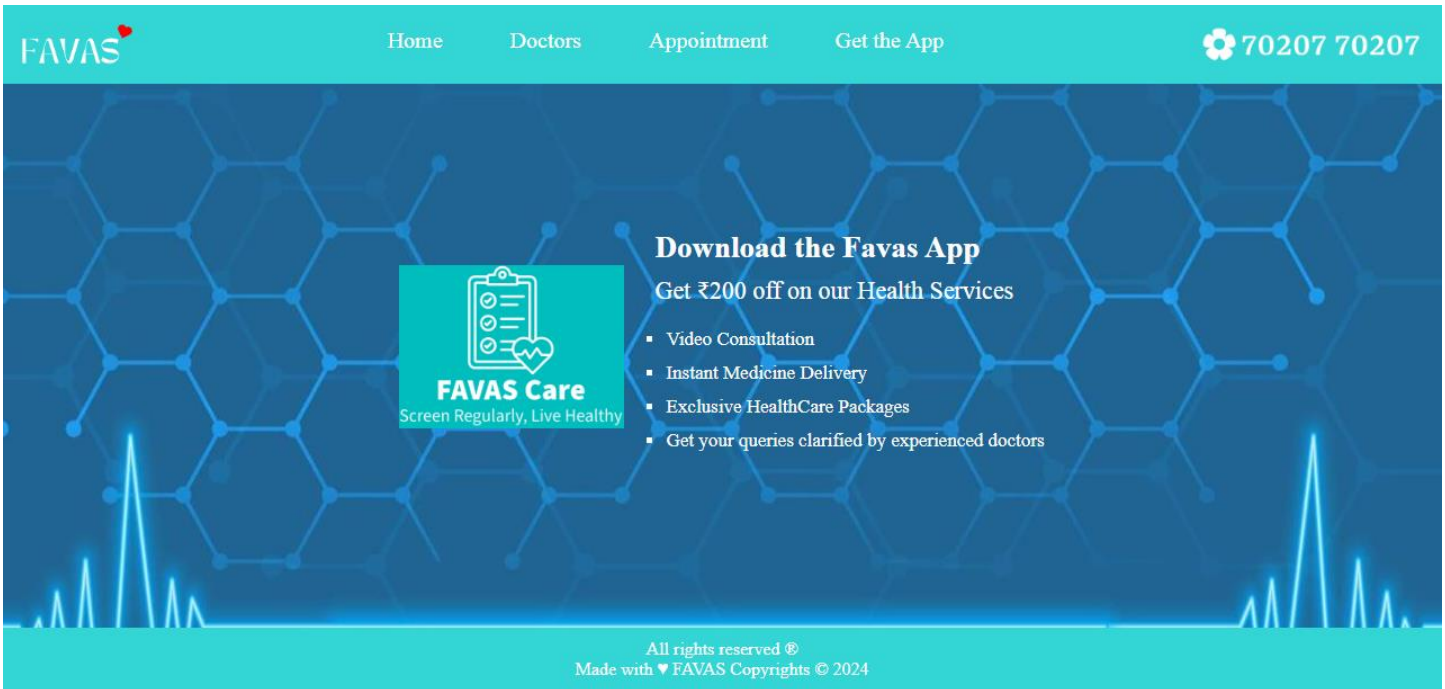 FAVAS
Home
Doctors
Appointment
Get the App
70207 70207
FAVAS Care
Screen Regularly, Live Healthy
Download the Favas App
Get ₹200 off on our Health Services
Video Consultation
Instant Medicine Delivery
Exclusive HealthCare Packages
Get your queries clarified by experienced doctors
All rights reserved ®
Made with ♥ FAVAS Copyrights © 2024